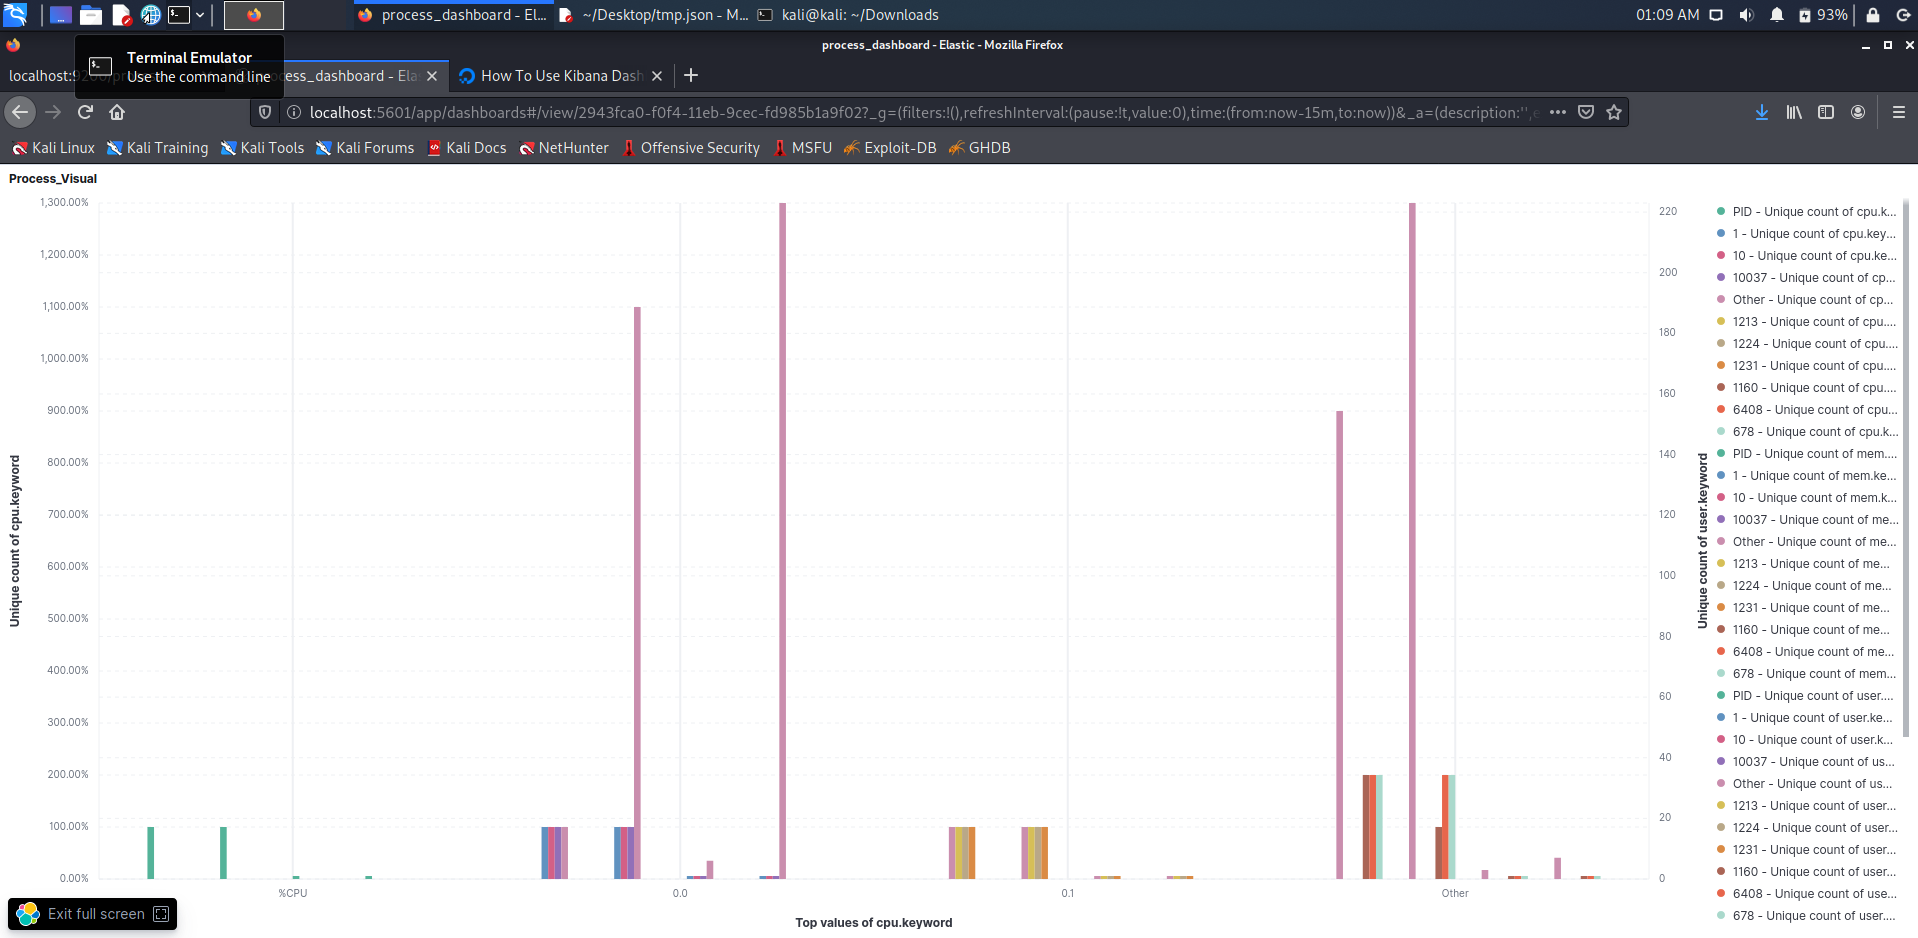 process_dashboard - El...
~/Desktop/tmp.json - M...
kali@kali: ~/Downloads
01:09 AM
93%
process_dashboard - Elastic - Mozilla Firefox
Terminal Emulator
Use the command line
localhost:
cess_dashboard - Ela
How To Use Kibana Dash
localhost:5601/app/dashboards#/view/2943fca0-f0f4-11eb-9cec-fd985b1a9f02?_g=(filters:!(),refreshInterval:(pause:!t,value:0),time:(from:now-15m,to:now))&_a=(description:'',e
Kali Linux
Kali Training
Kali Tools
Kali Forums
Kali Docs
NetHunter
Offensive Security
MSFU
Exploit-DB
GHDB
Process_Visual
1,300.00%
1,200.00%
1,100.00%
1,000.00%
900.00%
800.00%
700.00%
600.00%
500.00%
400.00%
300.00%
200.00%
100.00%
0.00%
Unique count of cpu.keyword
%CPU
0.0
0.1
Other
Top values of cpu.keyword
220
200
180
160
140
120
100
80
60
40
20
0
Unique count of user.keyword
PID - Unique count of cpu.k...
1 - Unique count of cpu.key...
10 - Unique count of cpu.ke...
10037 - Unique count of cp...
Other - Unique count of cp...
1213 - Unique count of cpu....
1224 - Unique count of cpu....
1231 - Unique count of cpu....
1160 - Unique count of cpu....
6408 - Unique count of cpu...
678 - Unique count of cpu.k...
PID - Unique count of mem....
1 - Unique count of mem.ke...
10 - Unique count of mem.k...
10037 - Unique count of me...
Other - Unique count of me...
1213 - Unique count of me...
1224 - Unique count of me...
1231 - Unique count of me...
1160 - Unique count of me...
6408 - Unique count of me...
678 - Unique count of mem...
PID - Unique count of user....
1 - Unique count of user.ke...
10 - Unique count of user.k...
10037 - Unique count of us...
Other - Unique count of us...
1213 - Unique count of user...
1224 - Unique count of user...
1231 - Unique count of user...
1160 - Unique count of user...
6408 - Unique count of use...
678 - Unique count of user....
Exit full screen